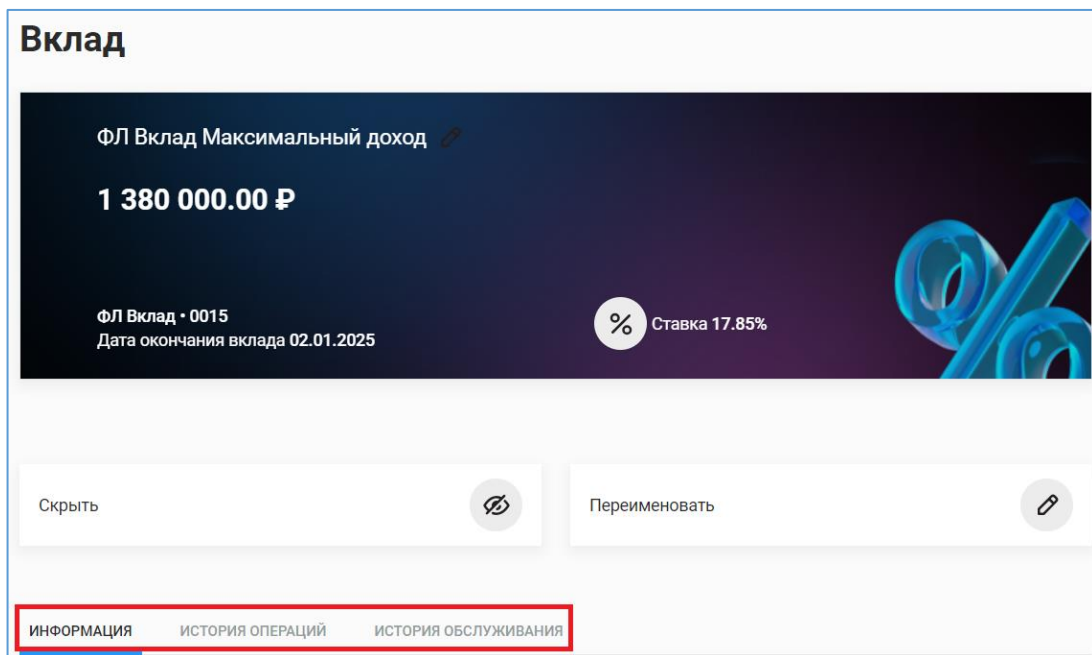 Вклад
ФЛ Вклад Максимальный доход
1 380 000.00 ₽
ФЛ Вклад • 0015
Дата окончания вклада 02.01.2025
% Ставка 17.85%
Скрыть
Переименовать
ИНФОРМАЦИЯ ИСТОРИЯ ОПЕРАЦИЙ ИСТОРИЯ ОБСЛУЖИВАНИЯ